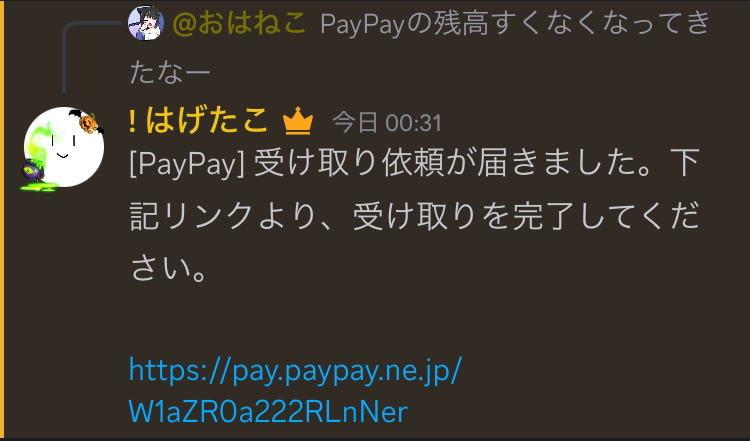 @おはねこ PayPayの残高すくなくなってき
たなー
! はげたこ 今日 00:31
[PayPay] 受け取り依頼が届きました。下
記リンクより、受け取りを完了してくだ
さい。
https://pay.paypay.ne.jp/
W1aZR0a222RLnNer